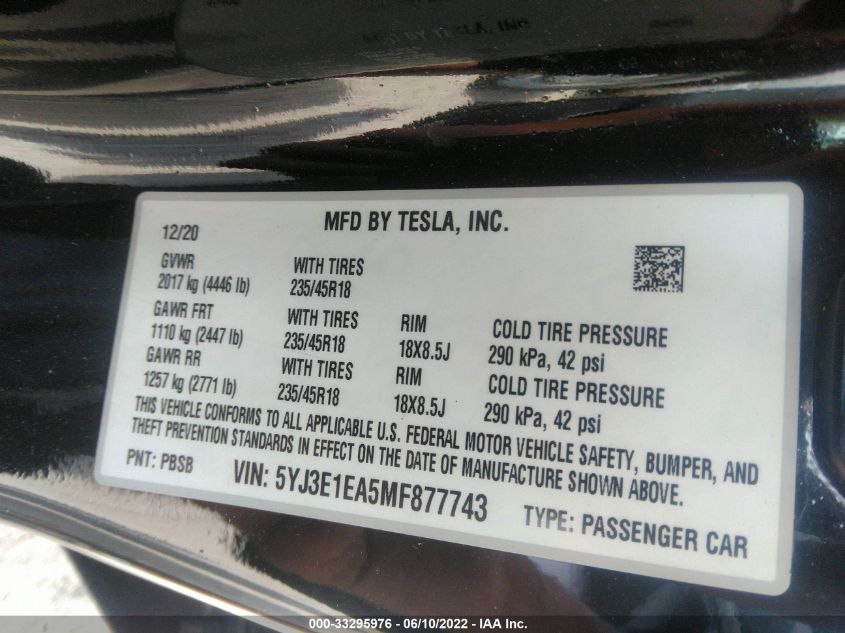 MFD BY TESLA, INC.
MFD BY TESLA, INC.
12/20
GVWR
2017 kg (4446 lb)
WITH TIRES
235/45R18
GAWR FRT
1110 kg (2447 lb)
WITH TIRES
235/45R18
RIM
18X8.5J
COLD TIRE PRESSURE
290 kPa, 42 psi
GAWR RR
1257 kg (2771 lb)
WITH TIRES
235/45R18
RIM
18X8.5J
COLD TIRE PRESSURE
290 kPa, 42 psi
THIS VEHICLE CONFORMS TO ALL APPLICABLE U.S. FEDERAL MOTOR VEHICLE SAFETY, BUMPER, AND
THEFT PREVENTION STANDARDS IN EFFECT ON THE DATE OF MANUFACTURE SHOWN ABOVE.
PNT: PBSB
VIN: 5YJ3E1EA5MF877743
TYPE: PASSENGER CAR
000-33295976 - 06/10/2022 - IAA Inc.